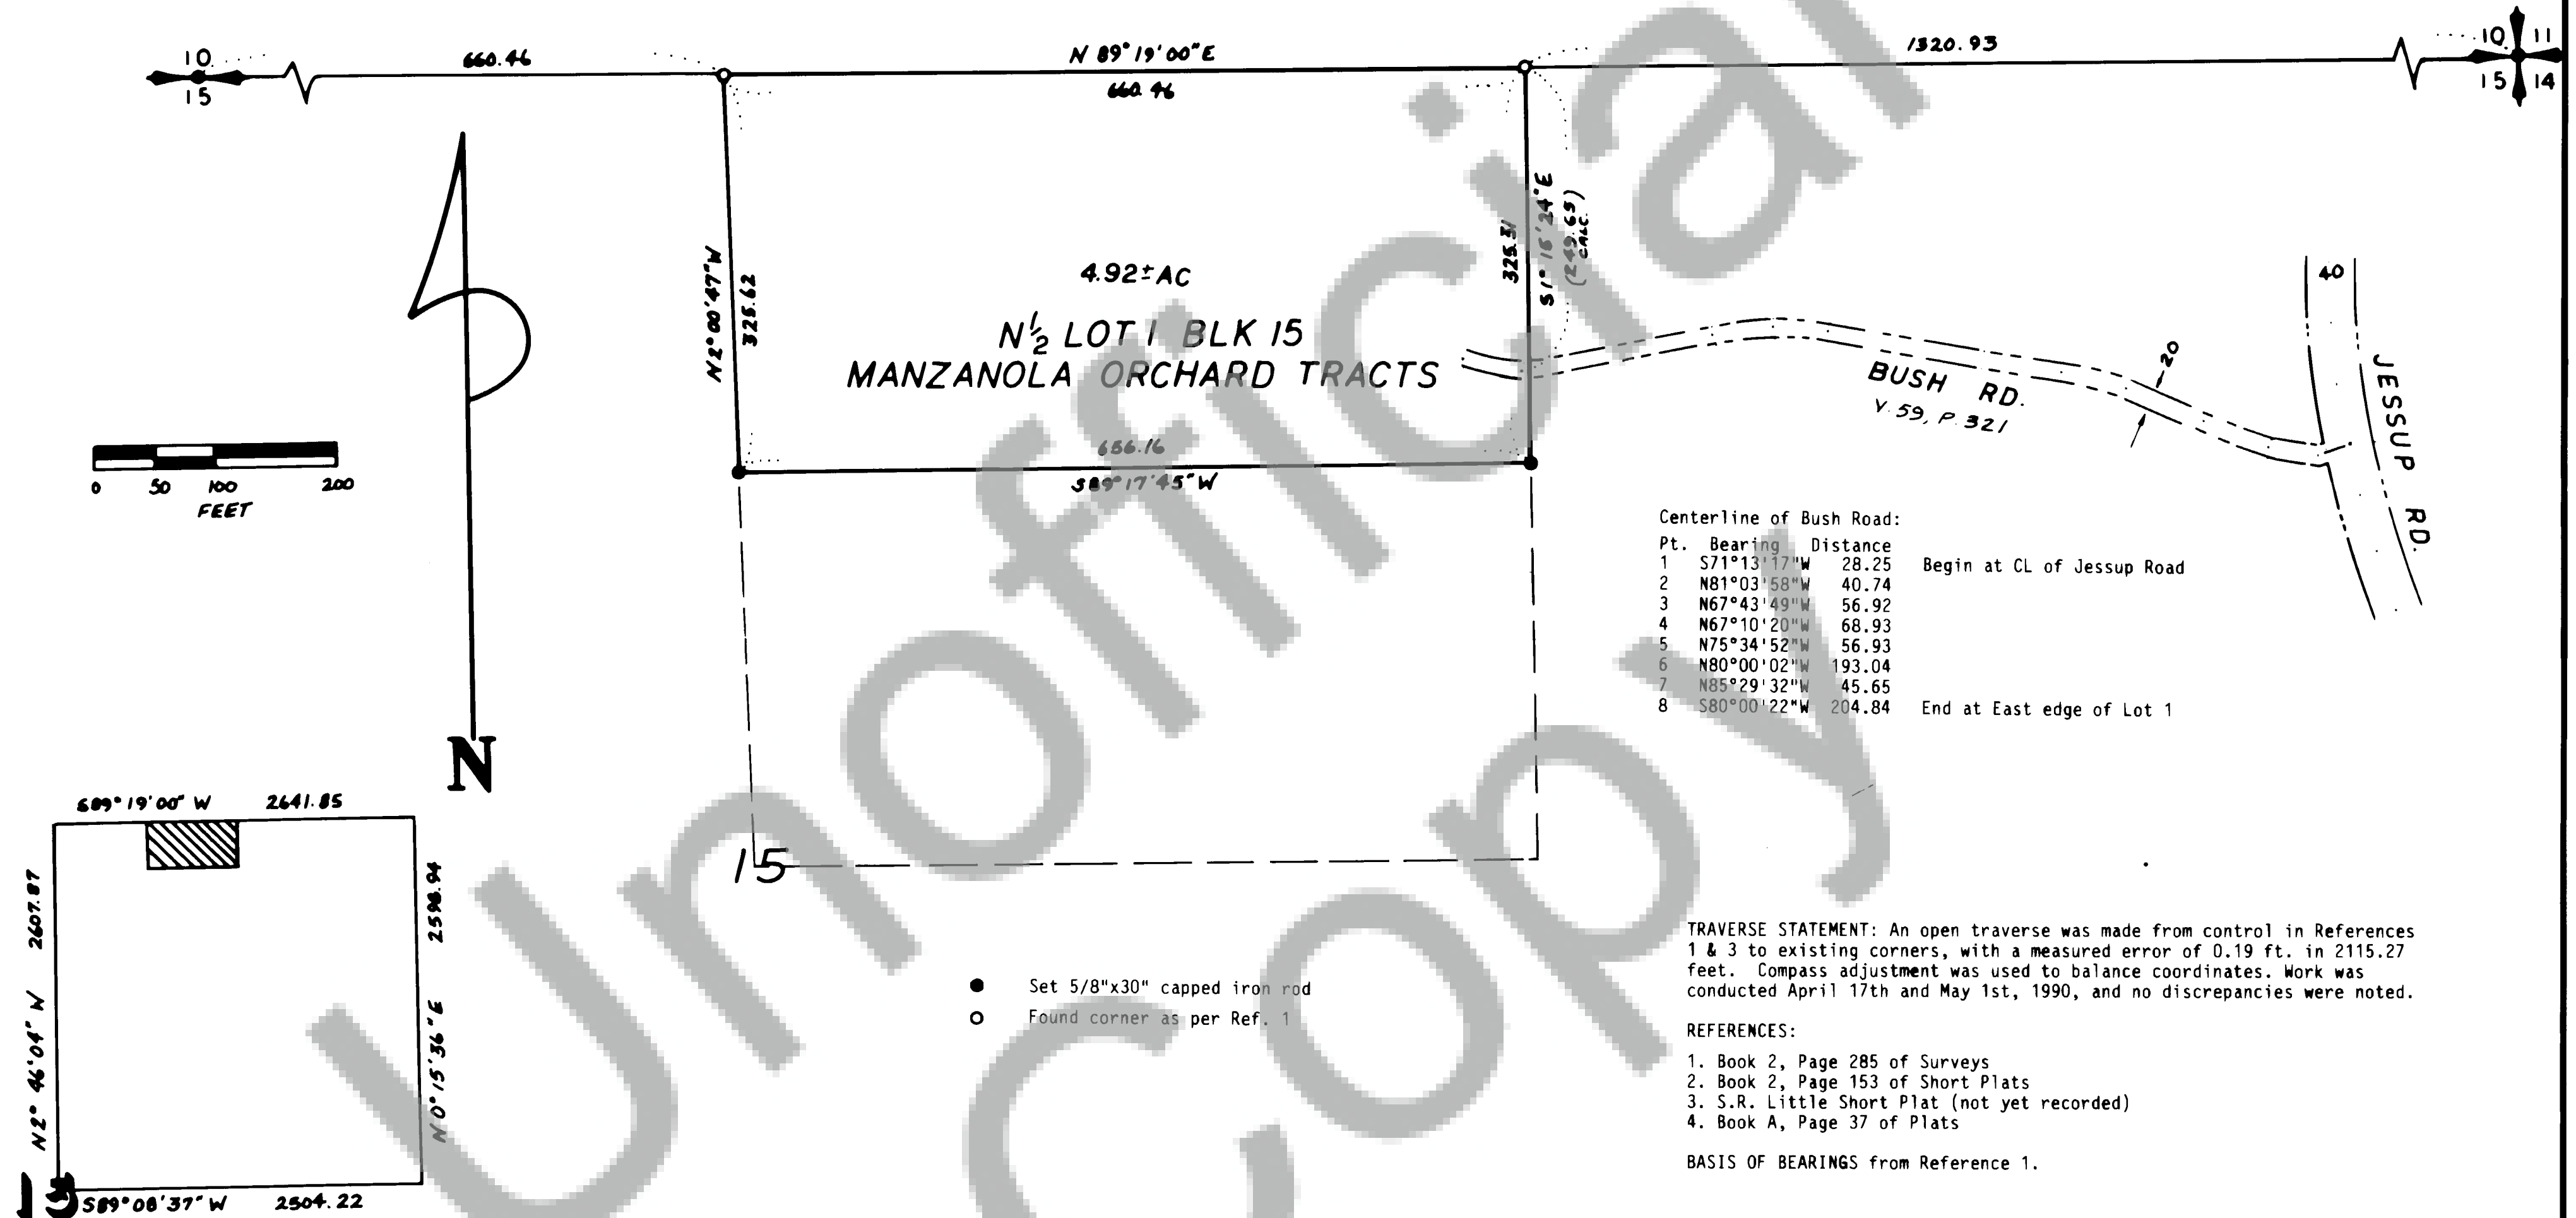 10
15
660.46
N 89°19'00"E
660.46
1320.93
10 11
15 14
N2°00'47"W
325.62
325.31
S1°16'24"E
(249.65)
CALC.
4.92±AC
N½ LOT 1 BLK 15
MANZANOLA ORCHARD TRACTS
656.16
S89°17'45"W
BUSH RD.
V. 59, P. 321
20
40
JESSUP RD.
0 50 100 200
FEET
N
15
Centerline of Bush Road:
Pt. Bearing Distance
1 S71°13'17"W 28.25 Begin at CL of Jessup Road
2 N81°03'58"W 40.74
3 N67°43'49"W 56.92
4 N67°10'20"W 68.93
5 N75°34'52"W 56.93
6 N80°00'02"W 193.04
7 N85°29'32"W 45.65
8 S80°00'22"W 204.84 End at East edge of Lot 1
S89°19'00" W 2641.85
N2° 46'04" W 2607.87
N 0°15'36"E 2598.94
S89°08'37" W 2504.22
15
Set 5/8"x30" capped iron rod
Found corner as per Ref. 1
TRAVERSE STATEMENT: An open traverse was made from control in References
1 & 3 to existing corners, with a measured error of 0.19 ft. in 2115.27
feet. Compass adjustment was used to balance coordinates. Work was
conducted April 17th and May 1st, 1990, and no discrepancies were noted.
REFERENCES:
1. Book 2, Page 285 of Surveys
2. Book 2, Page 153 of Short Plats
3. S.R. Little Short Plat (not yet recorded)
4. Book A, Page 37 of Plats
BASIS OF BEARINGS from Reference 1.
Unofficial
Copy